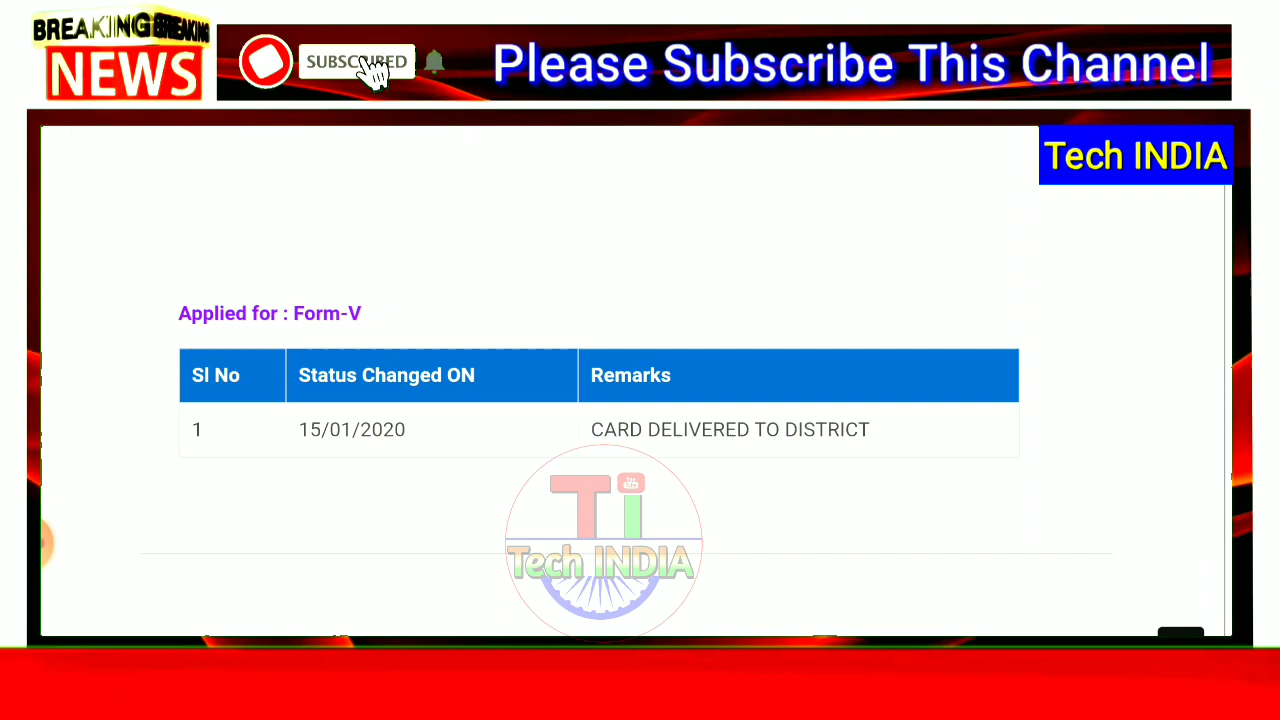 BREAKING BREAKING
NEWS
SUBSCRIBED
Please Subscribe This Channel
Tech INDIA
Applied for : Form-V
Sl No Status Changed ON Remarks
1 15/01/2020 CARD DELIVERED TO DISTRICT
Ti
Tech INDIA